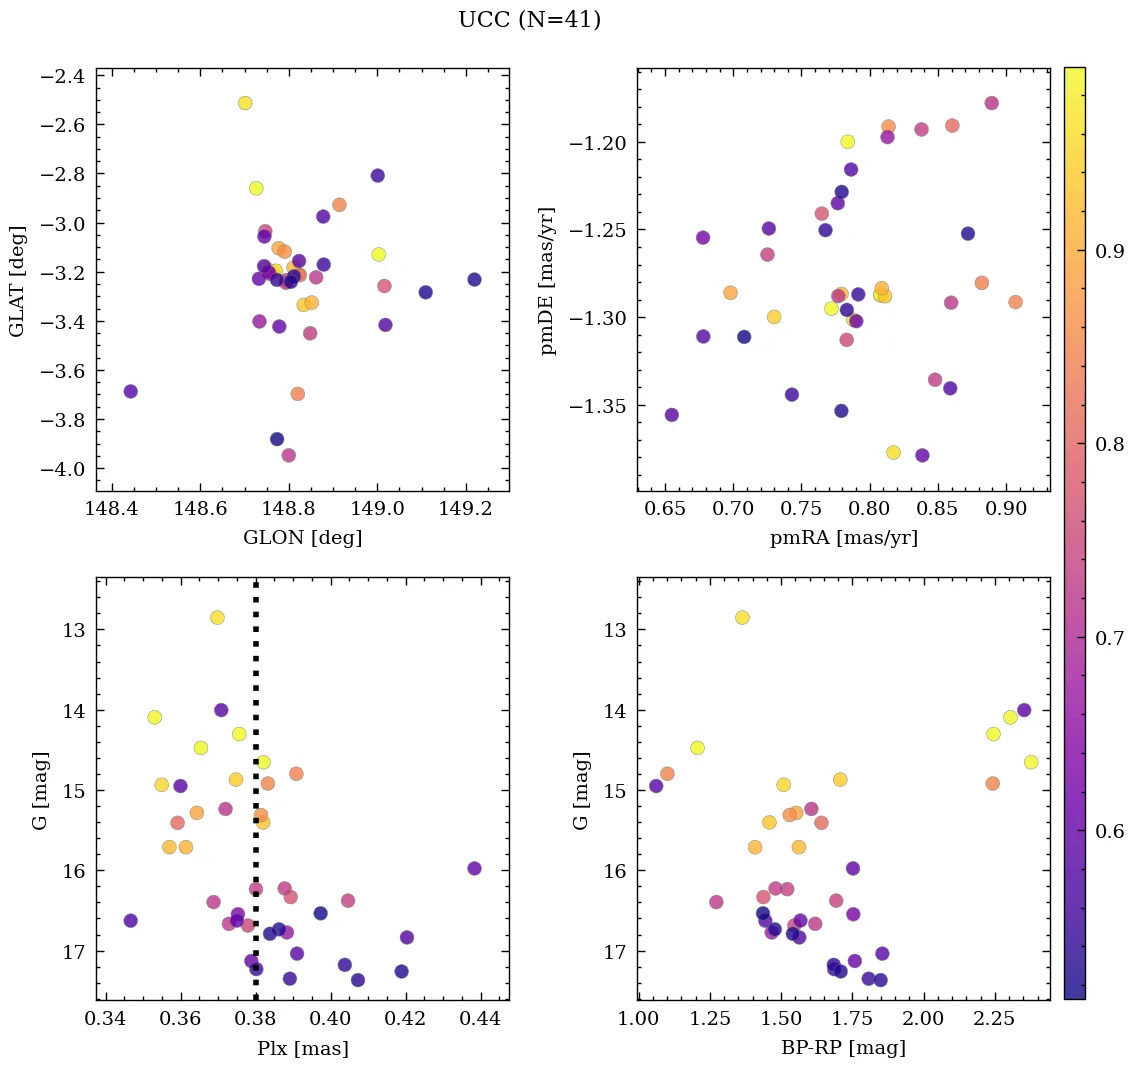 UCC (N=41)
−2.4
−2.6
−2.8
−3.0
−3.2
−3.4
−3.6
−3.8
−4.0
GLAT [deg]
148.4 148.6 148.8 149.0 149.2
GLON [deg]
−1.20
−1.25
−1.30
−1.35
pmDE [mas/yr]
0.65 0.70 0.75 0.80 0.85 0.90
pmRA [mas/yr]
0.9
0.8
0.7
0.6
13
14
15
16
17
G [mag]
0.34 0.36 0.38 0.40 0.42 0.44
Plx [mas]
13
14
15
16
17
G [mag]
1.00 1.25 1.50 1.75 2.00 2.25
BP-RP [mag]